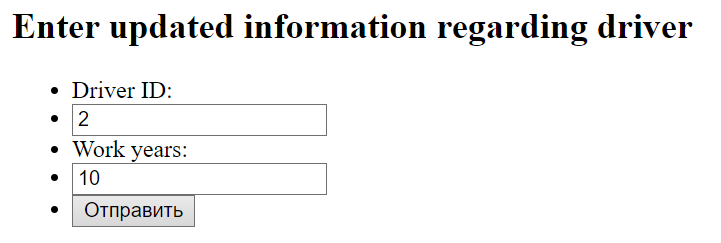 Enter updated information regarding driver
Driver ID:
2
Work years:
10
Отправить